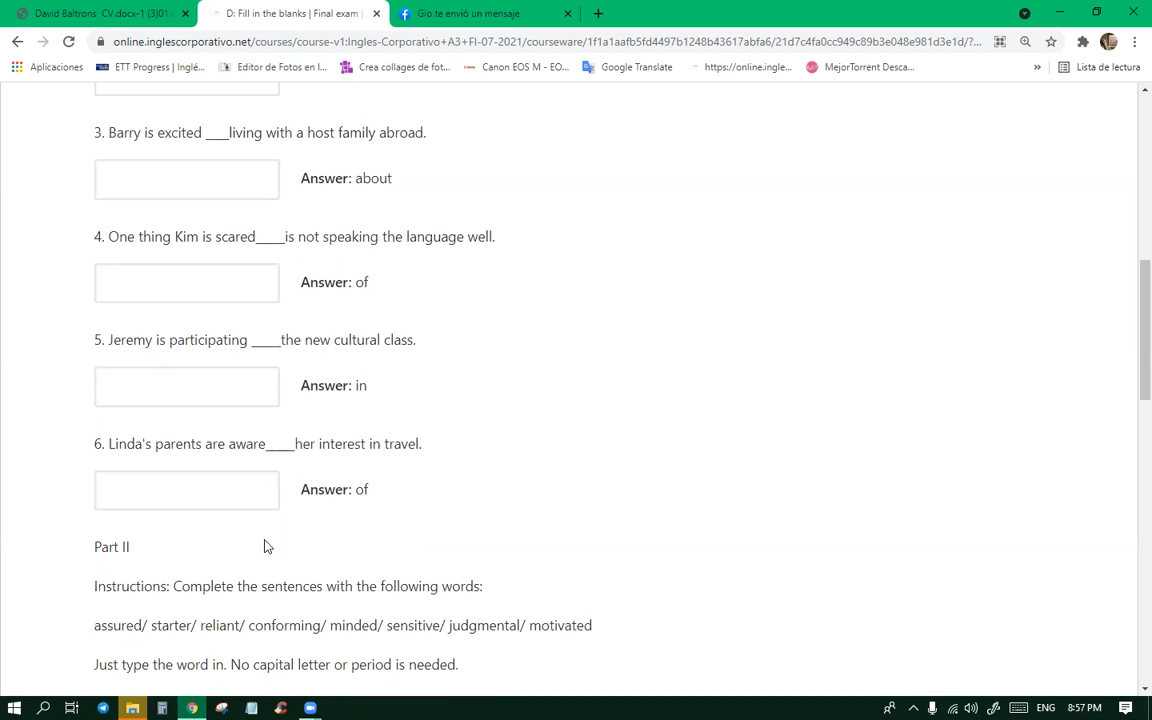 David Baltrons CV.docx-1 (3)01.
D: Fill in the blanks | Final exam |
Gio te envió un mensaje
online.inglescorporativo.net/courses/course-v1:Ingles-Corporativo+A3+FI-07-2021/courseware/1f1a1aafb5fd4497b1248b43617abfa6/21d7c4fa0cc949c89b3e048e981d3e1d/?...
Aplicaciones
ETT Progress | Inglé...
Editor de Fotos en l...
Crea collages de fot...
Canon EOS M - EO...
Google Translate
https://online.ingle...
MejorTorrent Desca...
»
Lista de lectura
3. Barry is excited ___living with a host family abroad.
Answer: about
4. One thing Kim is scared____is not speaking the language well.
Answer: of
5. Jeremy is participating ____the new cultural class.
Answer: in
6. Linda's parents are aware____her interest in travel.
Answer: of
Part II
Instructions: Complete the sentences with the following words:
assured/ starter/ reliant/ conforming/ minded/ sensitive/ judgmental/ motivated
Just type the word in. No capital letter or period is needed.
ENG
8:57 PM